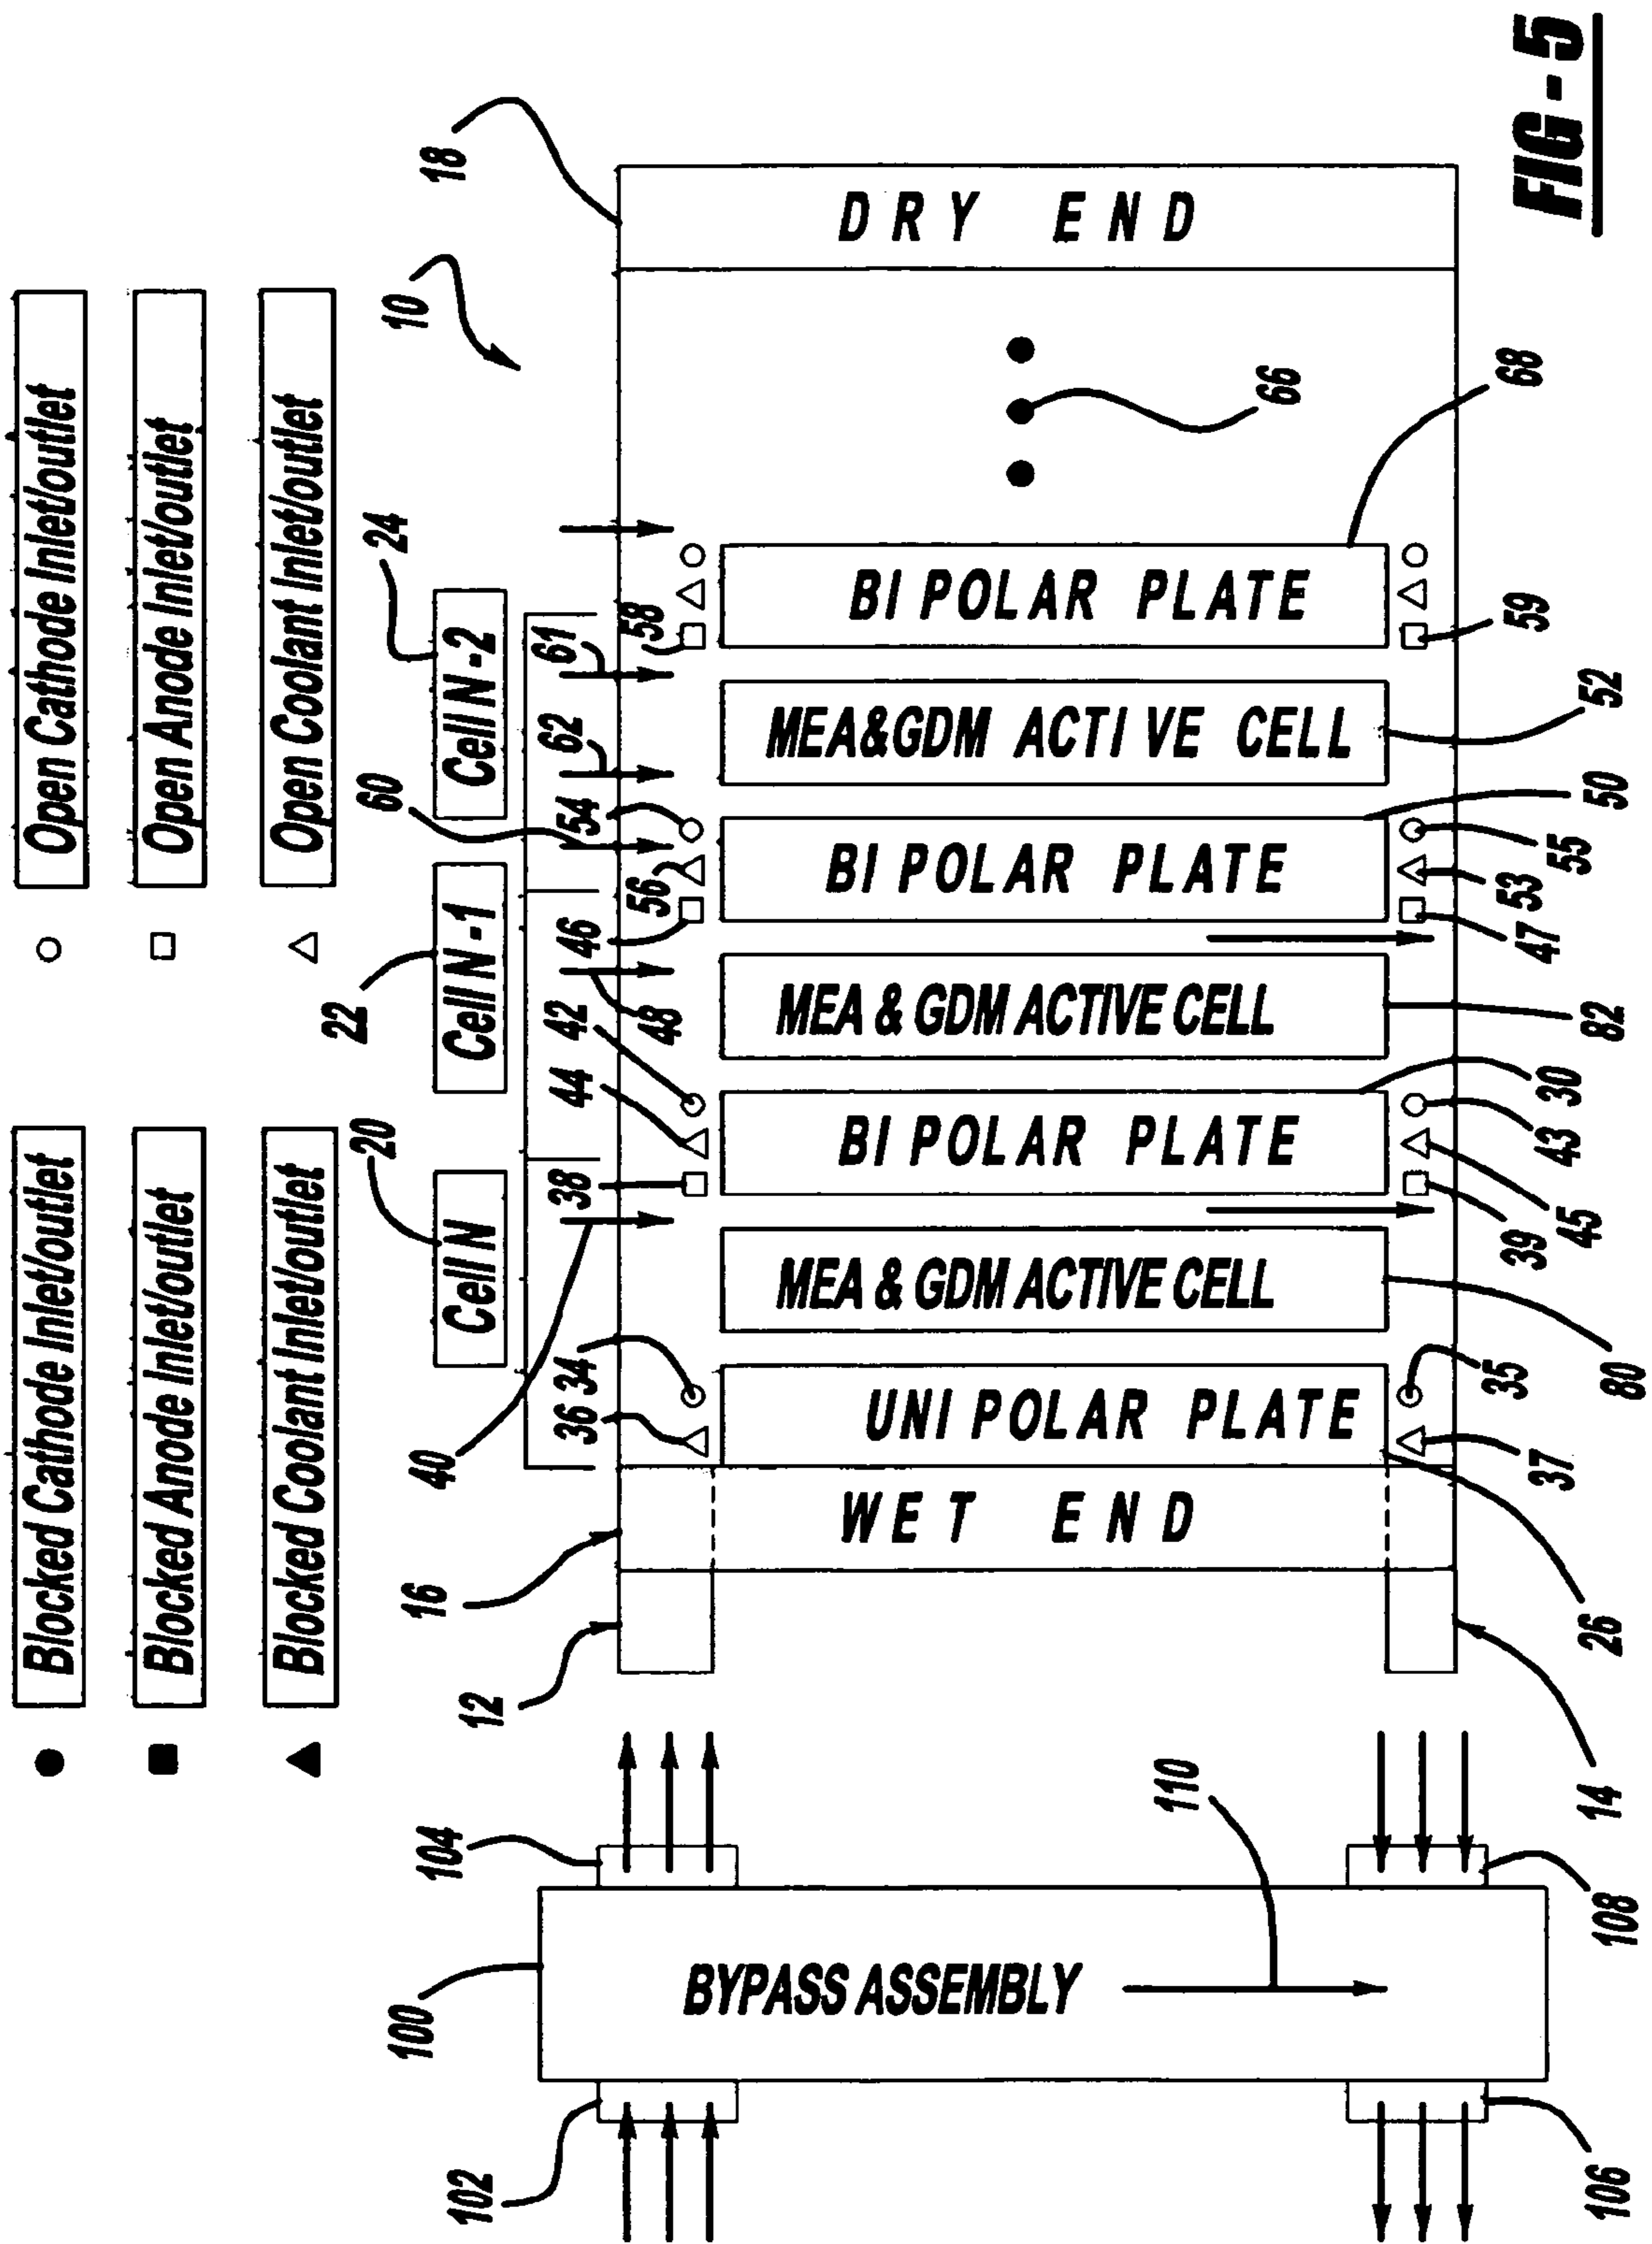 Blocked Cathode Inlet/outlet
Open Cathode Inlet/outlet
Blocked Anode Inlet/outlet
Open Anode Inlet/outlet
Blocked Coolant Inlet/outlet
Open Coolant Inlet/outlet
20
22
60
24
10
18
Cell N
Cell N-1
Cell N-2
102
100
104
12
16
40
36
34
38
44
42
48
46
56
54
62
61
58
WET END
UNI POLAR PLATE
MEA & GDM ACTIVE CELL
BI POLAR PLATE
MEA & GDM ACTIVE CELL
BI POLAR PLATE
MEA&GDM ACTI VE CELL
BI POLAR PLATE
DRY END
BYPASS ASSEMBLY
110
66
68
106
108
14
26
37
35
80
39
45
43
30
82
47
53
55
50
52
59
FIG - 5